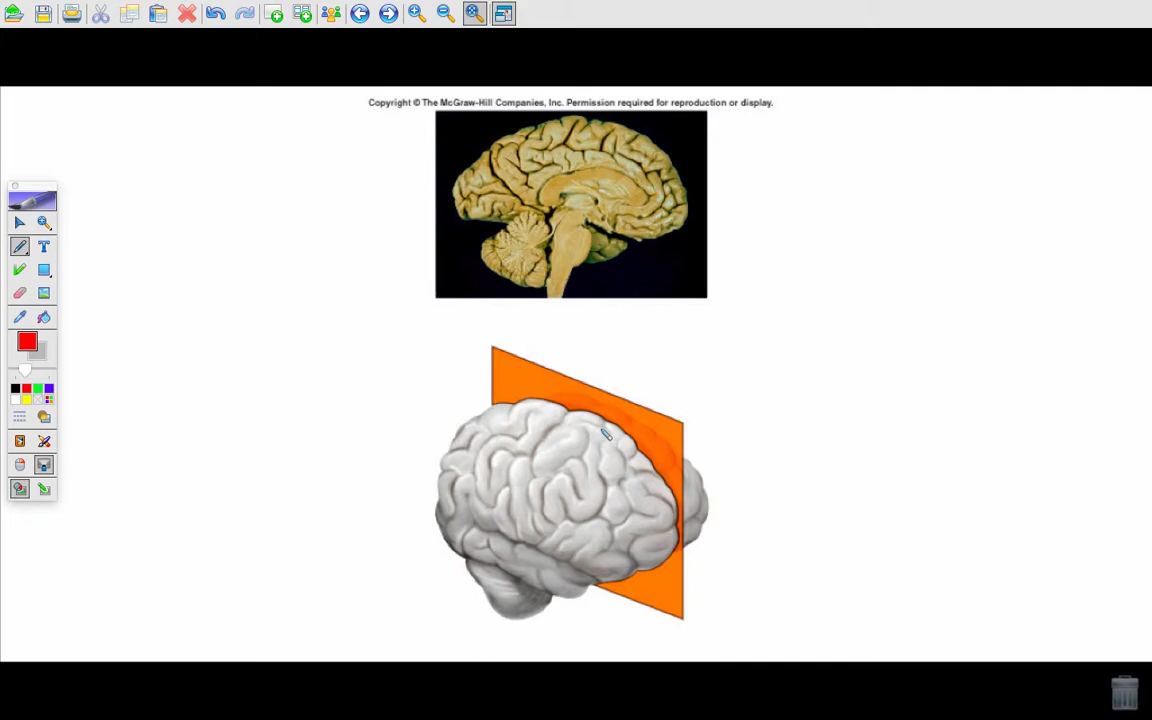 Copyright © The McGraw-Hill Companies, Inc. Permission required for reproduction or display.
T